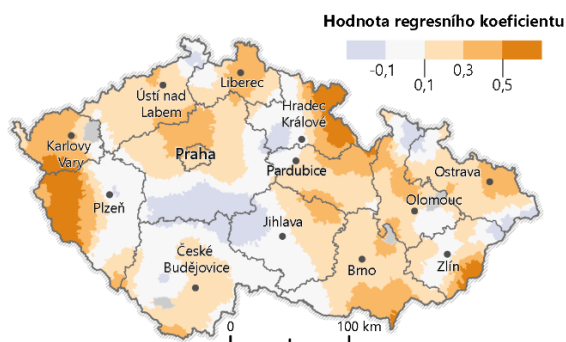 Hodnota regresního koeficientu
-0,1
0,1
0,3
0,5
Liberec
Ústí nad
Labem
Hradec
Králové
Karlovy
Vary
Praha
Pardubice
Ostrava
Plzeň
Olomouc
Jihlava
České
Budějovice
Brno
Zlín
0
100 km